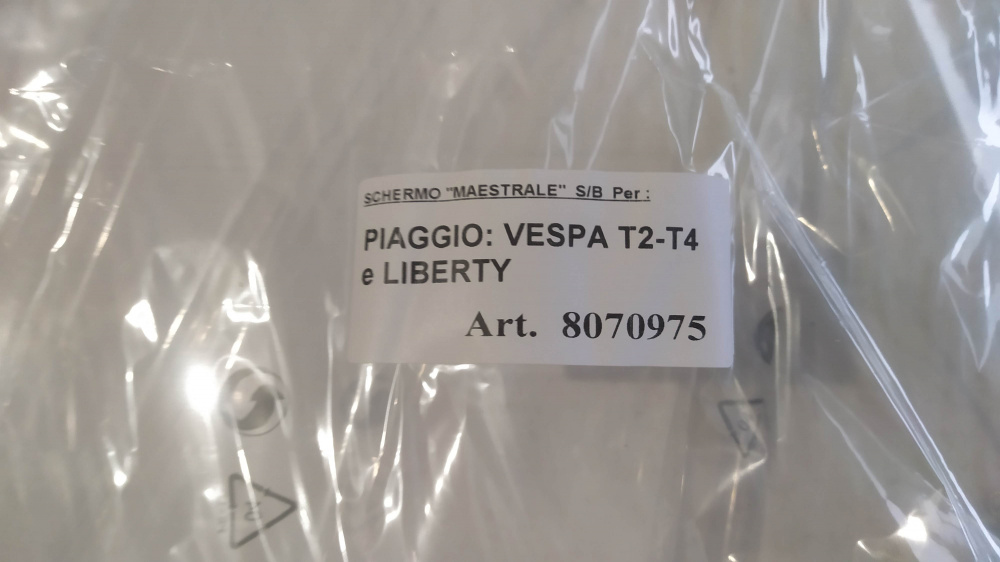 SCHERMO "MAESTRALE" S/B Per :
PIAGGIO: VESPA T2-T4
e LIBERTY
Art. 8070975